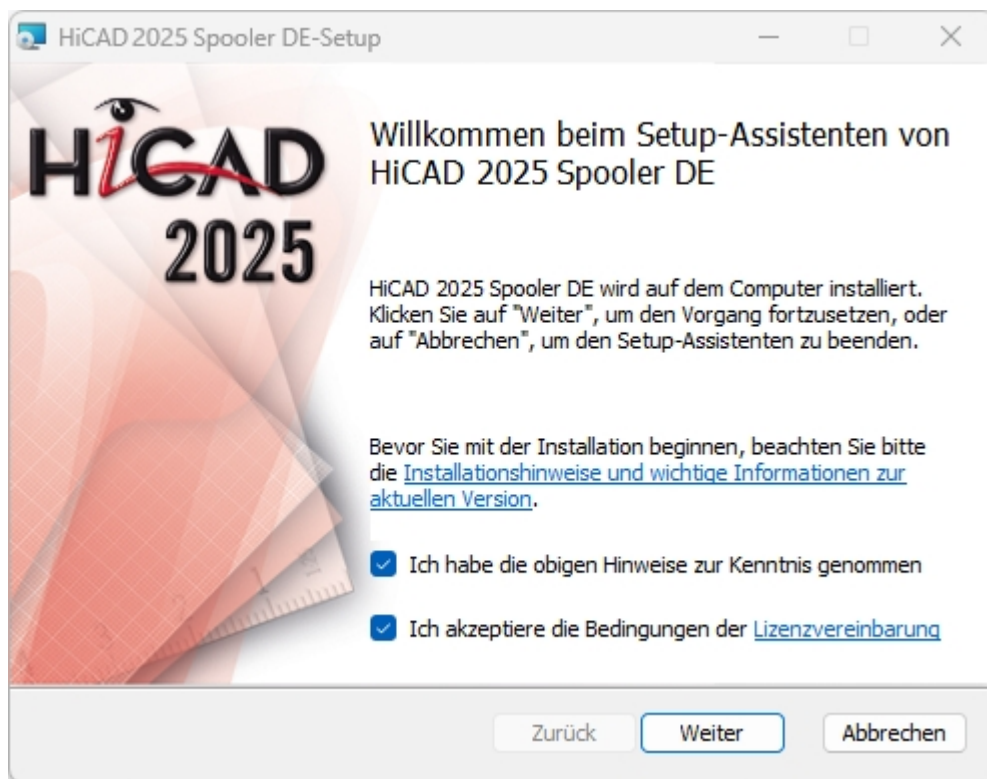 HiCAD 2025 Spooler DE-Setup
HiCAD
2025
Willkommen beim Setup-Assistenten von
HiCAD 2025 Spooler DE
HiCAD 2025 Spooler DE wird auf dem Computer installiert.
Klicken Sie auf "Weiter", um den Vorgang fortzusetzen, oder
auf "Abbrechen", um den Setup-Assistenten zu beenden.
Bevor Sie mit der Installation beginnen, beachten Sie bitte
die Installationshinweise und wichtige Informationen zur
aktuellen Version.
Ich habe die obigen Hinweise zur Kenntnis genommen
Ich akzeptiere die Bedingungen der Lizenzvereinbarung
Zurück Weiter Abbrechen